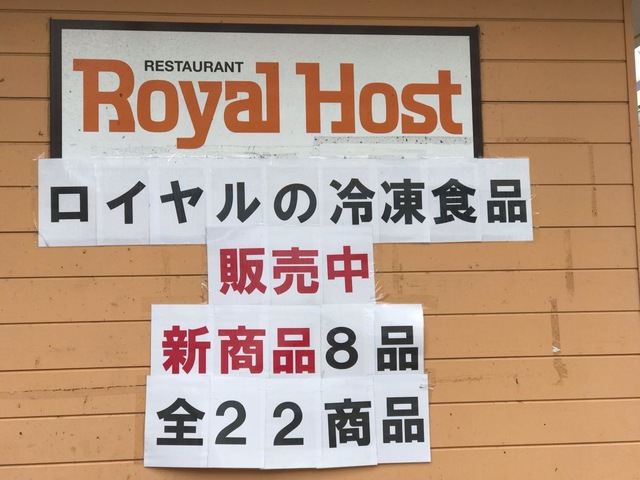 RESTAURANT
Royal Host
ロイヤルの冷凍食品
販売中
新商品8品
全22商品